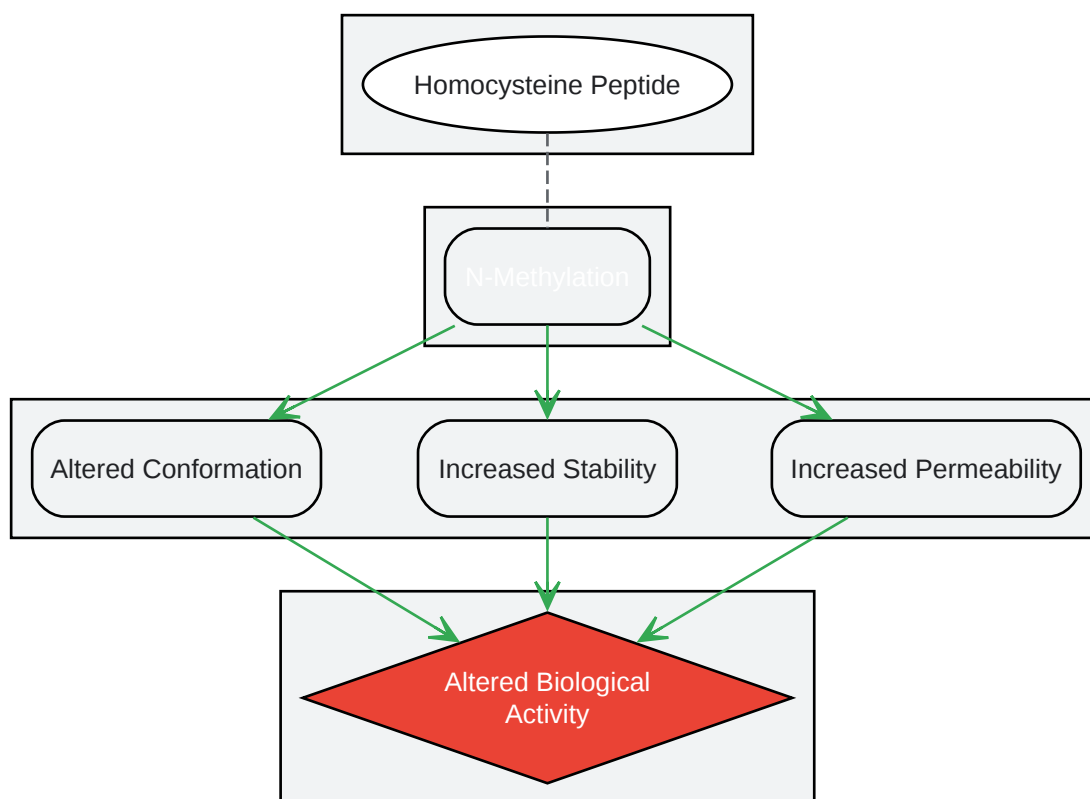 Homocysteine Peptide
N-Methylation
Altered Conformation
Increased Stability
Increased Permeability
Altered Biological
Activity